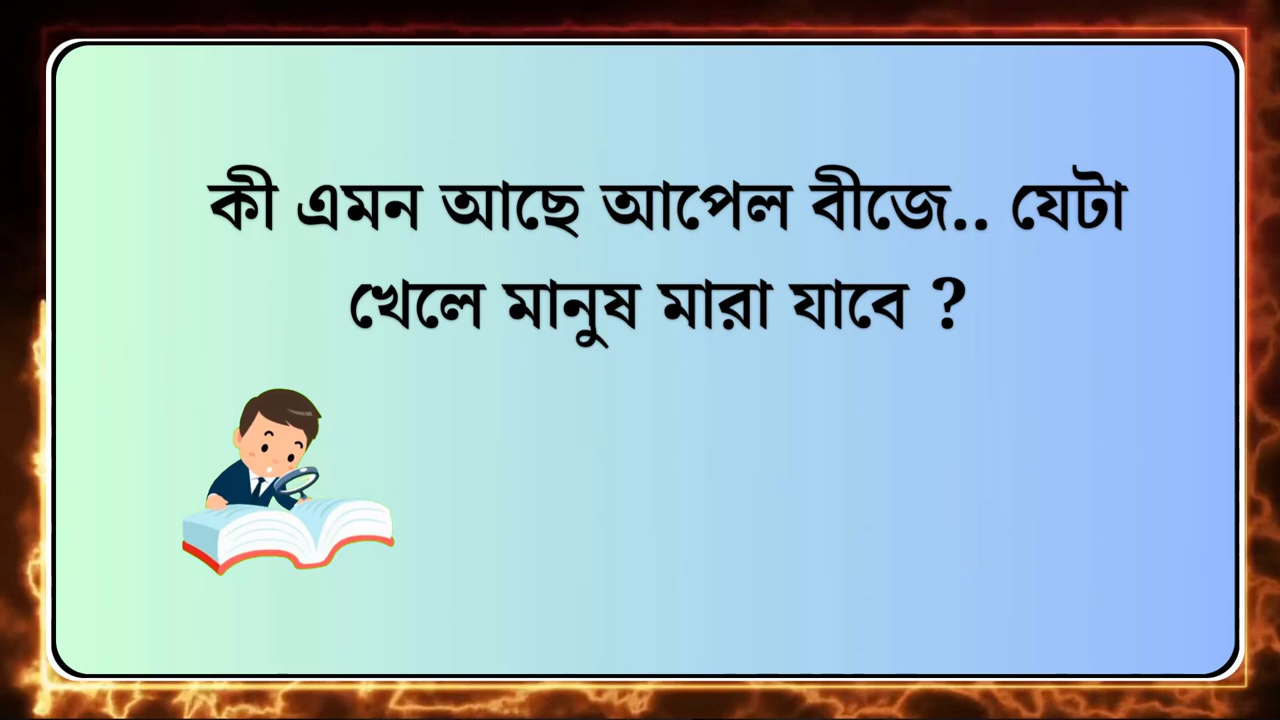 কী এমন আছে আপেল বীজে.. যেটা
খেলে মানুষ মারা যাবে ?